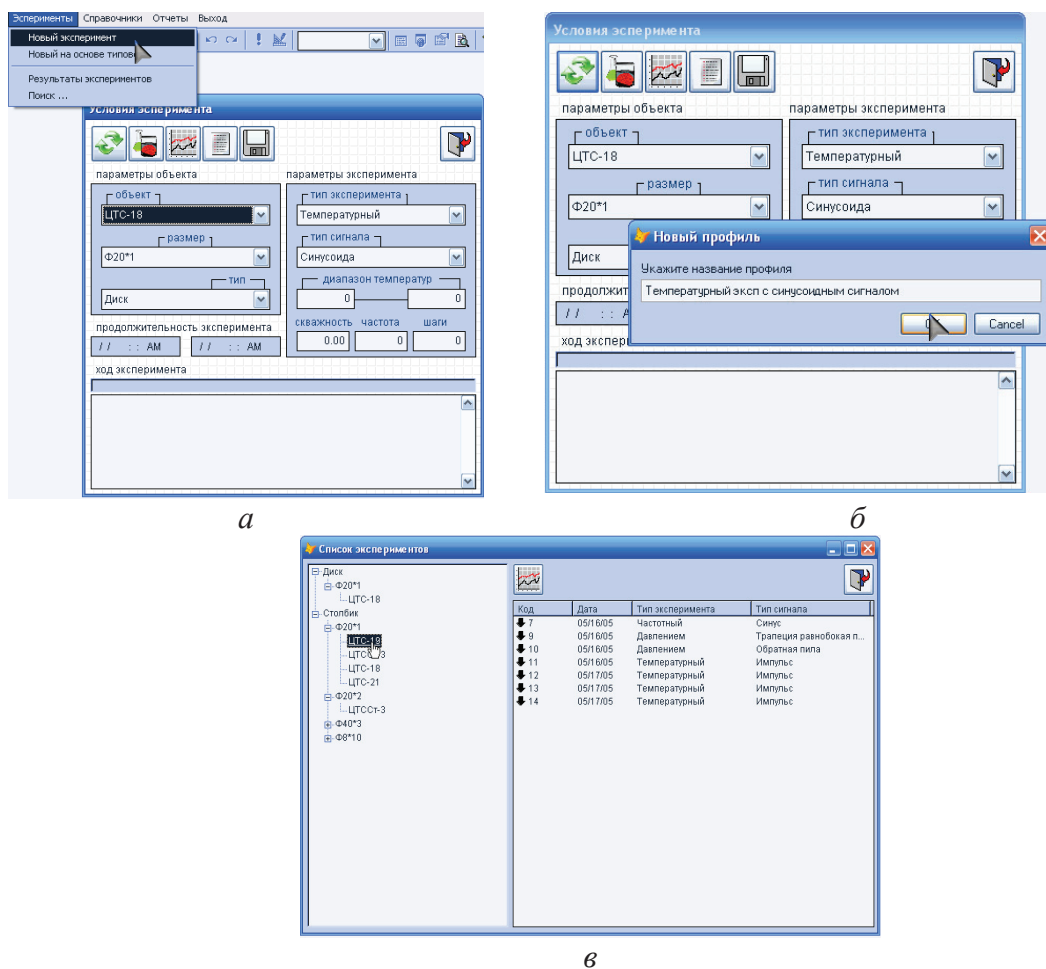 Эсперименты Справочники Отчеты Выход
Новый эксперимент
Новый на основе типово
Результаты экспериментов
Поиск ...
Условия эсперимента
параметры объекта параметры эксперимента
объект тип эксперимента
ЦТС-18 Температурный
размер тип сигнала
Ф20*1 Синусоида
тип диапазон температур
Диск 0 0
продолжительность эксперимента скважность частота шаги
/ / : : AM / / : : AM 0.00 0 0
ход эксперимента
а
Условия эсперимента
параметры объекта параметры эксперимента
объект тип эксперимента
ЦТС-18 Температурный
размер тип сигнала
Ф20*1 Синусоида
Новый профиль
Диск Укажите название профиля
продолжит Температурный эксп с синусоидным сигналом
/ / : : Cancel
ход экспер
б
Список экспериментов
Диск
Ф20*1
ЦТС-18
Столбик
Ф20*1
ЦТС-19
ЦТС-18
ЦТС-21
Ф20*2
ЦТССт-3
Ф40*3
Ф8*10
Код Дата Тип эксперимента Тип сигнала
7 05/16/05 Частотный Синус
9 05/16/05 Давлением Трапеция равнобокая п...
10 05/16/05 Давлением Обратная пила
11 05/16/05 Температурный Импульс
12 05/17/05 Температурный Импульс
13 05/17/05 Температурный Импульс
14 05/17/05 Температурный Импульс
в